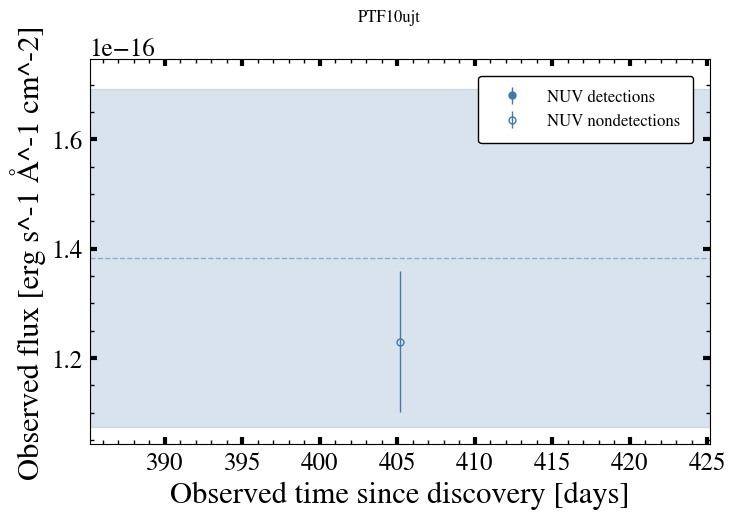 PTF10ujt
1e−16
NUV detections
NUV nondetections
1.6
1.4
1.2
Observed flux [erg s^-1 Å^-1 cm^-2]
390 395 400 405 410 415 420 425
Observed time since discovery [days]